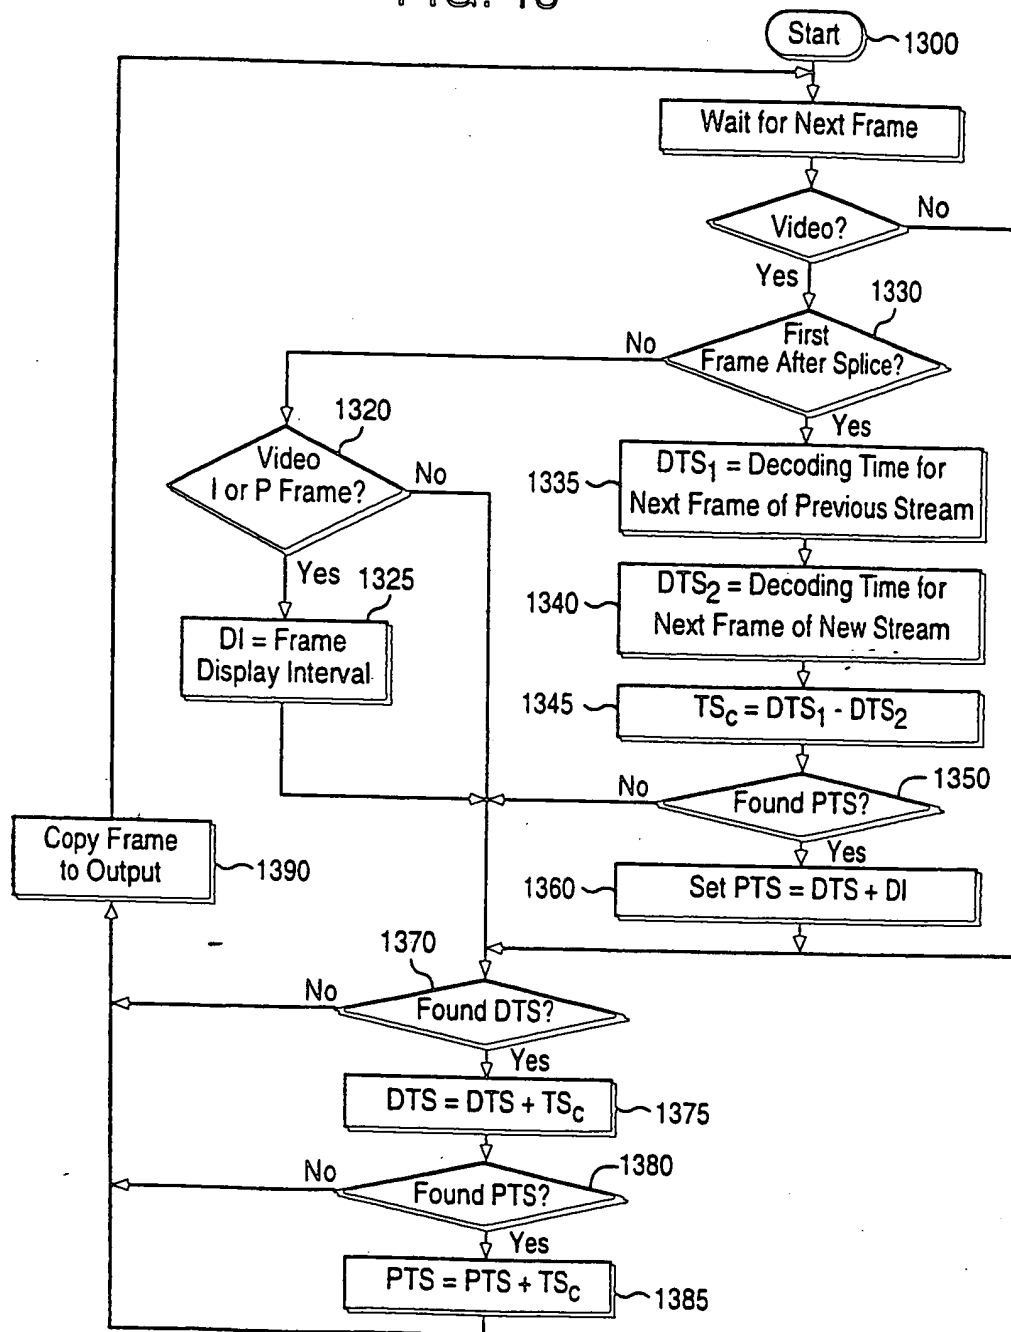 Start
1300
Wait for Next Frame
Video?
No
Yes
1330
First
Frame After Splice?
No
Yes
1320
Video
I or P Frame?
No
Yes
1325
DI = Frame
Display Interval
1335
DTS1 = Decoding Time for
Next Frame of Previous Stream
1340
DTS2 = Decoding Time for
Next Frame of New Stream
1345
TSc = DTS1 - DTS2
1350
Found PTS?
No
Yes
1360
Set PTS = DTS + DI
Copy Frame
to Output
1390
1370
Found DTS?
No
Yes
DTS = DTS + TSc
1375
1380
Found PTS?
No
Yes
PTS = PTS + TSc
1385